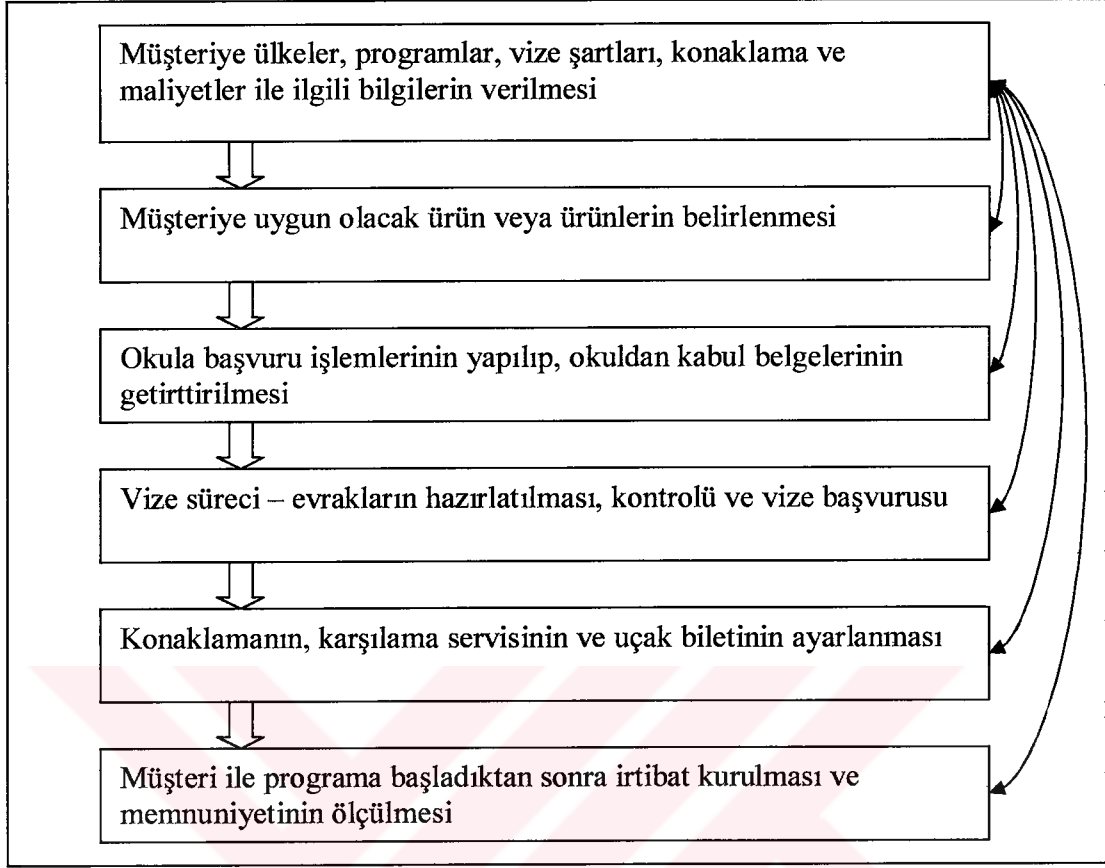 Müşteriye ülkeler, programlar, vize şartları, konaklama ve
maliyetler ile ilgili bilgilerin verilmesi
Müşteriye uygun olacak ürün veya ürünlerin belirlenmesi
Okula başvuru işlemlerinin yapılıp, okuldan kabul belgelerinin
getirttirilmesi
Vize süreci – evrakların hazırlatılması, kontrolü ve vize başvurusu
Konaklamanın, karşılama servisinin ve uçak biletinin ayarlanması
Müşteri ile programa başladıktan sonra irtibat kurulması ve
memnuniyetinin ölçülmesi